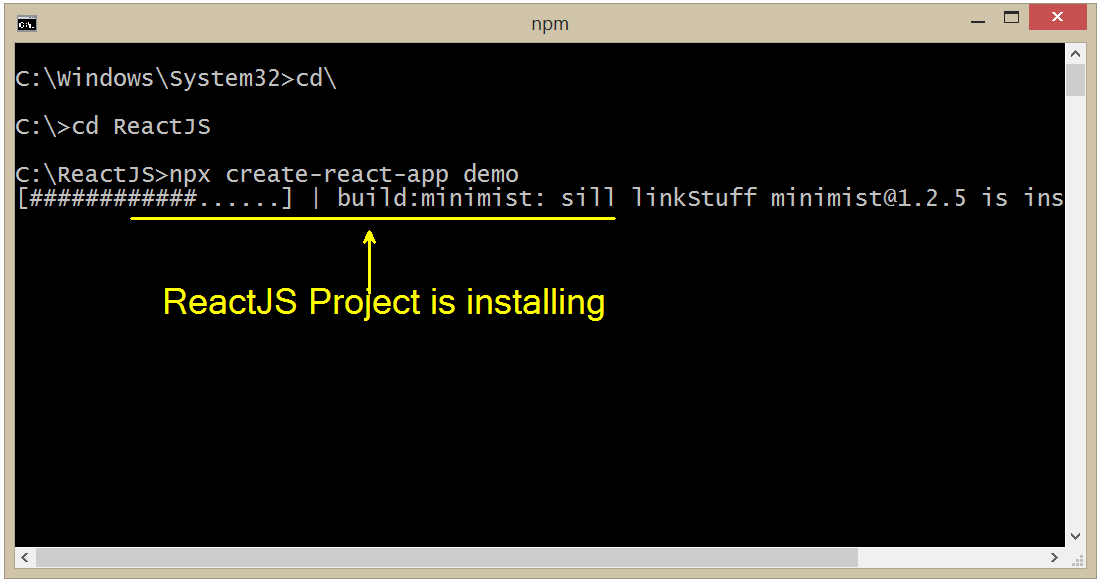 npm
C:\Windows\System32>cd\
C:\>cd ReactJS
C:\ReactJS>npx create-react-app demo
[############......] | build:minimist: sill linkStuff minimist@1.2.5 is ins
ReactJS Project is installing